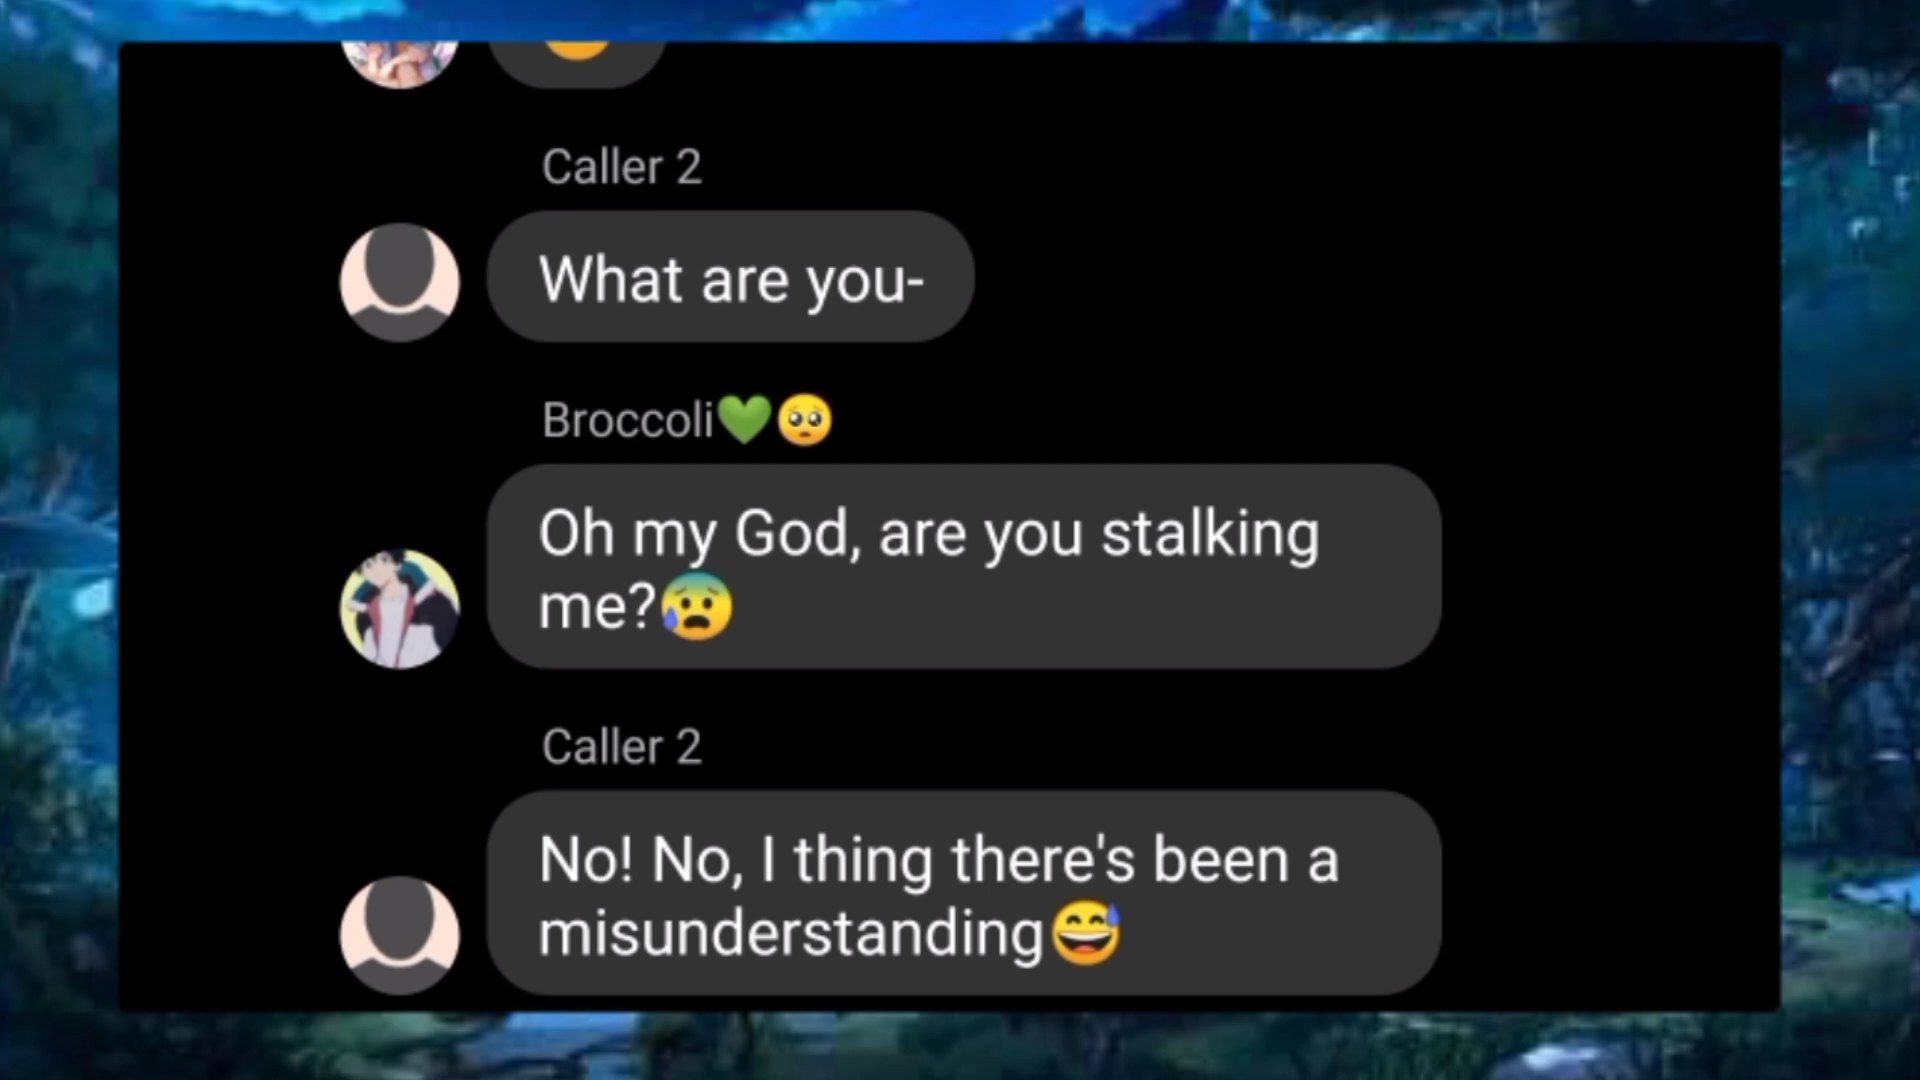 Caller 2
What are you-
Broccoli💚🥺
Oh my God, are you stalking
me?😰
Caller 2
No! No, I thing there's been a
misunderstanding😅